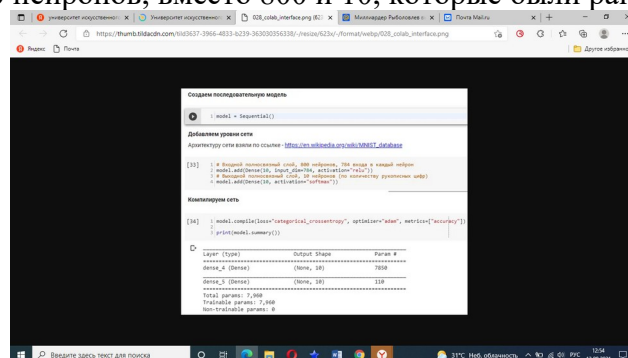 нейронов, вместо 800 и 10, которые были ран
университет искусственного
Университет искусственного
028_colab_interface.png (62
Миллиардер Рыболовлев
Почта Mail.ru
https://thumb.tildacdn.com/tild3637-3966-4833-b239-363030356338/-/resize/623x/-/format/webp/028_colab_interface.png
Яндекс
Почта
Другое избранно
Создаем последовательную модель
1 model = Sequential()
Добавляем уровни сети
Архитектуру сети взяли по ссылке - https://en.wikipedia.org/wiki/MNIST_database
[33] 1 # Входной полносвязный слой, 800 нейронов, 784 входа в каждый нейрон
2 model.add(Dense(10, input_dim=784, activation="relu"))
3 # Выходной полносвязный слой, 10 нейронов (по количеству рукописных цифр)
4 model.add(Dense(10, activation="softmax"))
Компилируем сеть
[34] 1 model.compile(loss="categorical_crossentropy", optimizer="adam", metrics=["accuracy"])
2
3 print(model.summary())
Layer (type) Output Shape Param #
dense_4 (Dense) (None, 10) 7850
dense_5 (Dense) (None, 10) 110
Total params: 7,960
Trainable params: 7,960
Non-trainable params: 0
Введите здесь текст для поиска
31°C Неб. облачность
РУС
12:54